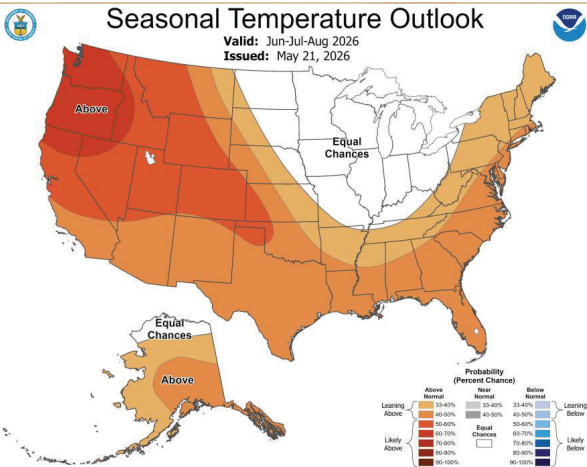 Seasonal Temperature Outlook
Valid: Jun-Jul-Aug 2026
Issued: May 21, 2026
NOAA
Above
Equal
Chances
Equal
Chances
Above
Probability
(Percent Chance)
Above
Normal
Near
Normal
Below
Normal
Leaning
Above
33-40%
40-50%
33-40%
40-50%
33-40%
40-50%
Leaning
Below
Likely
Above
50-60%
60-70%
70-80%
80-90%
90-100%
Equal
Chances
50-60%
60-70%
70-80%
80-90%
90-100%
Likely
Below